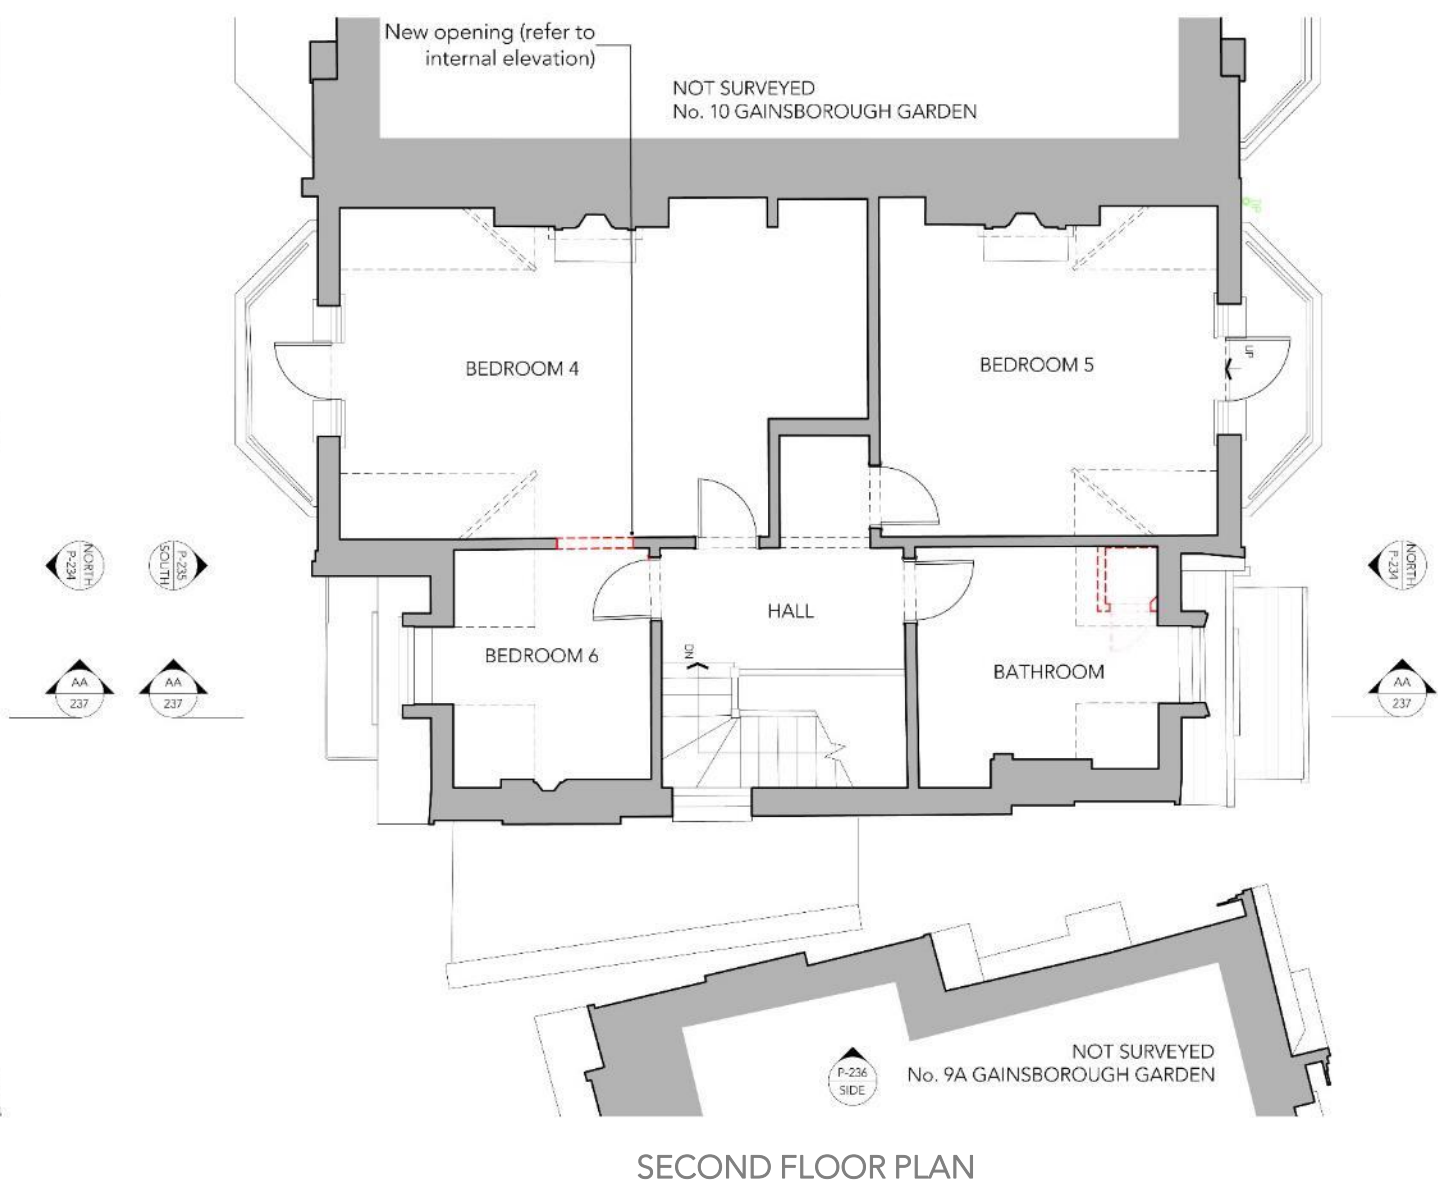 New opening (refer to
internal elevation)
NOT SURVEYED
No. 10 GAINSBOROUGH GARDEN
DP
BEDROOM 4
BEDROOM 5
UP
NORTH
P-234
P-235
SOUTH
NORTH
P-234
HALL
BEDROOM 6
DN
BATHROOM
AA
237
AA
237
AA
237
NOT SURVEYED
No. 9A GAINSBOROUGH GARDEN
P-236
SIDE
SECOND FLOOR PLAN